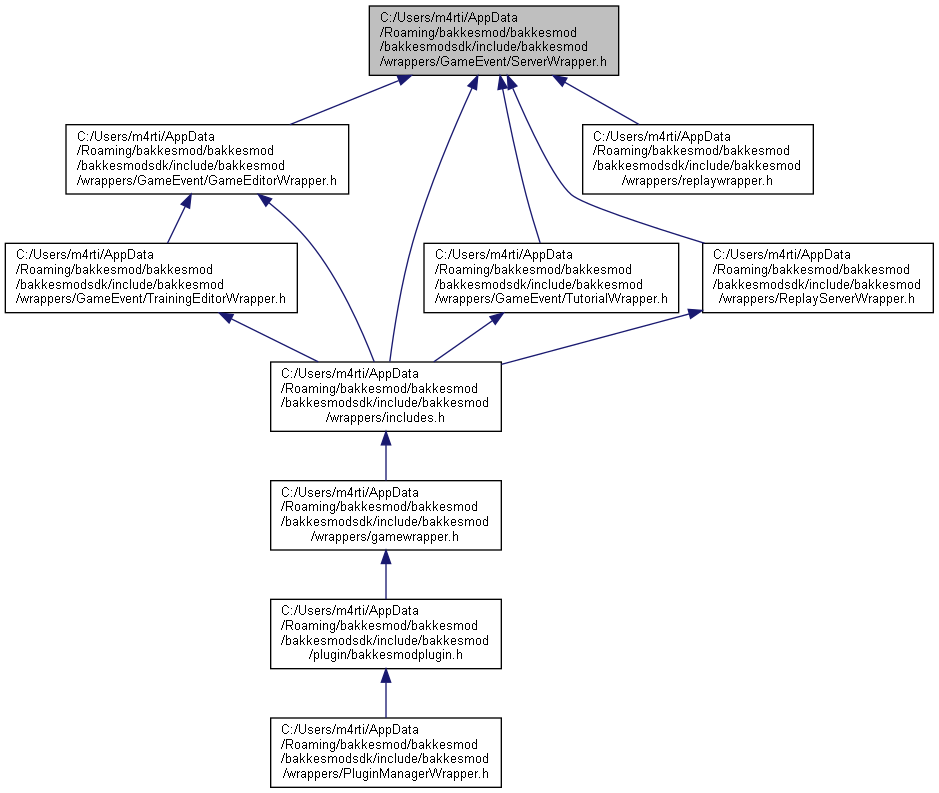 C:/Users/m4rti/AppData
/Roaming/bakkesmod/bakkesmod
/bakkesmodsdk/include/bakkesmod
/wrappers/GameEvent/ServerWrapper.h
C:/Users/m4rti/AppData
/Roaming/bakkesmod/bakkesmod
/bakkesmodsdk/include/bakkesmod
/wrappers/GameEvent/GameEditorWrapper.h
C:/Users/m4rti/AppData
/Roaming/bakkesmod/bakkesmod
/bakkesmodsdk/include/bakkesmod
/wrappers/replaywrapper.h
C:/Users/m4rti/AppData
/Roaming/bakkesmod/bakkesmod
/bakkesmodsdk/include/bakkesmod
/wrappers/GameEvent/TrainingEditorWrapper.h
C:/Users/m4rti/AppData
/Roaming/bakkesmod/bakkesmod
/bakkesmodsdk/include/bakkesmod
/wrappers/GameEvent/TutorialWrapper.h
C:/Users/m4rti/AppData
/Roaming/bakkesmod/bakkesmod
/bakkesmodsdk/include/bakkesmod
/wrappers/ReplayServerWrapper.h
C:/Users/m4rti/AppData
/Roaming/bakkesmod/bakkesmod
/bakkesmodsdk/include/bakkesmod
/wrappers/includes.h
C:/Users/m4rti/AppData
/Roaming/bakkesmod/bakkesmod
/bakkesmodsdk/include/bakkesmod
/wrappers/gamewrapper.h
C:/Users/m4rti/AppData
/Roaming/bakkesmod/bakkesmod
/bakkesmodsdk/include/bakkesmod
/plugin/bakkesmodplugin.h
C:/Users/m4rti/AppData
/Roaming/bakkesmod/bakkesmod
/bakkesmodsdk/include/bakkesmod
/wrappers/PluginManagerWrapper.h